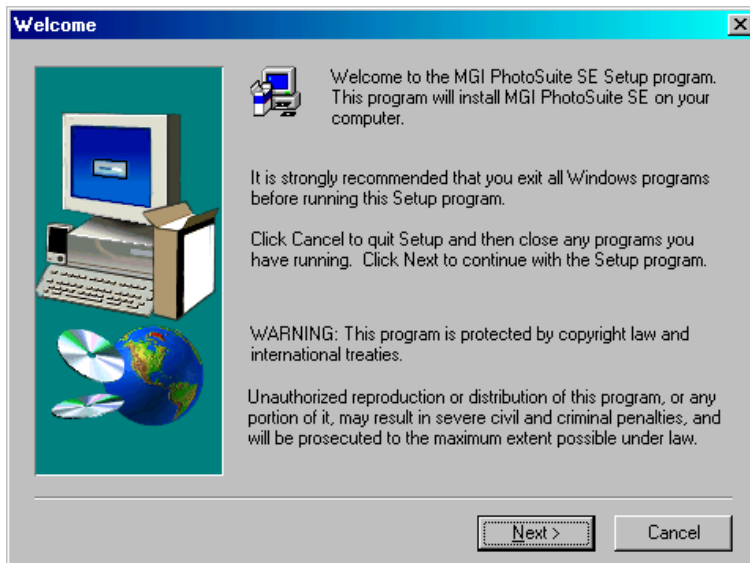 Welcome
Welcome to the MGI PhotoSuite SE Setup program.
This program will install MGI PhotoSuite SE on your
computer.
It is strongly recommended that you exit all Windows programs
before running this Setup program.
Click Cancel to quit Setup and then close any programs you
have running.  Click Next to continue with the Setup program.
WARNING: This program is protected by copyright law and
international treaties.
Unauthorized reproduction or distribution of this program, or any
portion of it, may result in severe civil and criminal penalties, and
will be prosecuted to the maximum extent possible under law.
Next >
Cancel